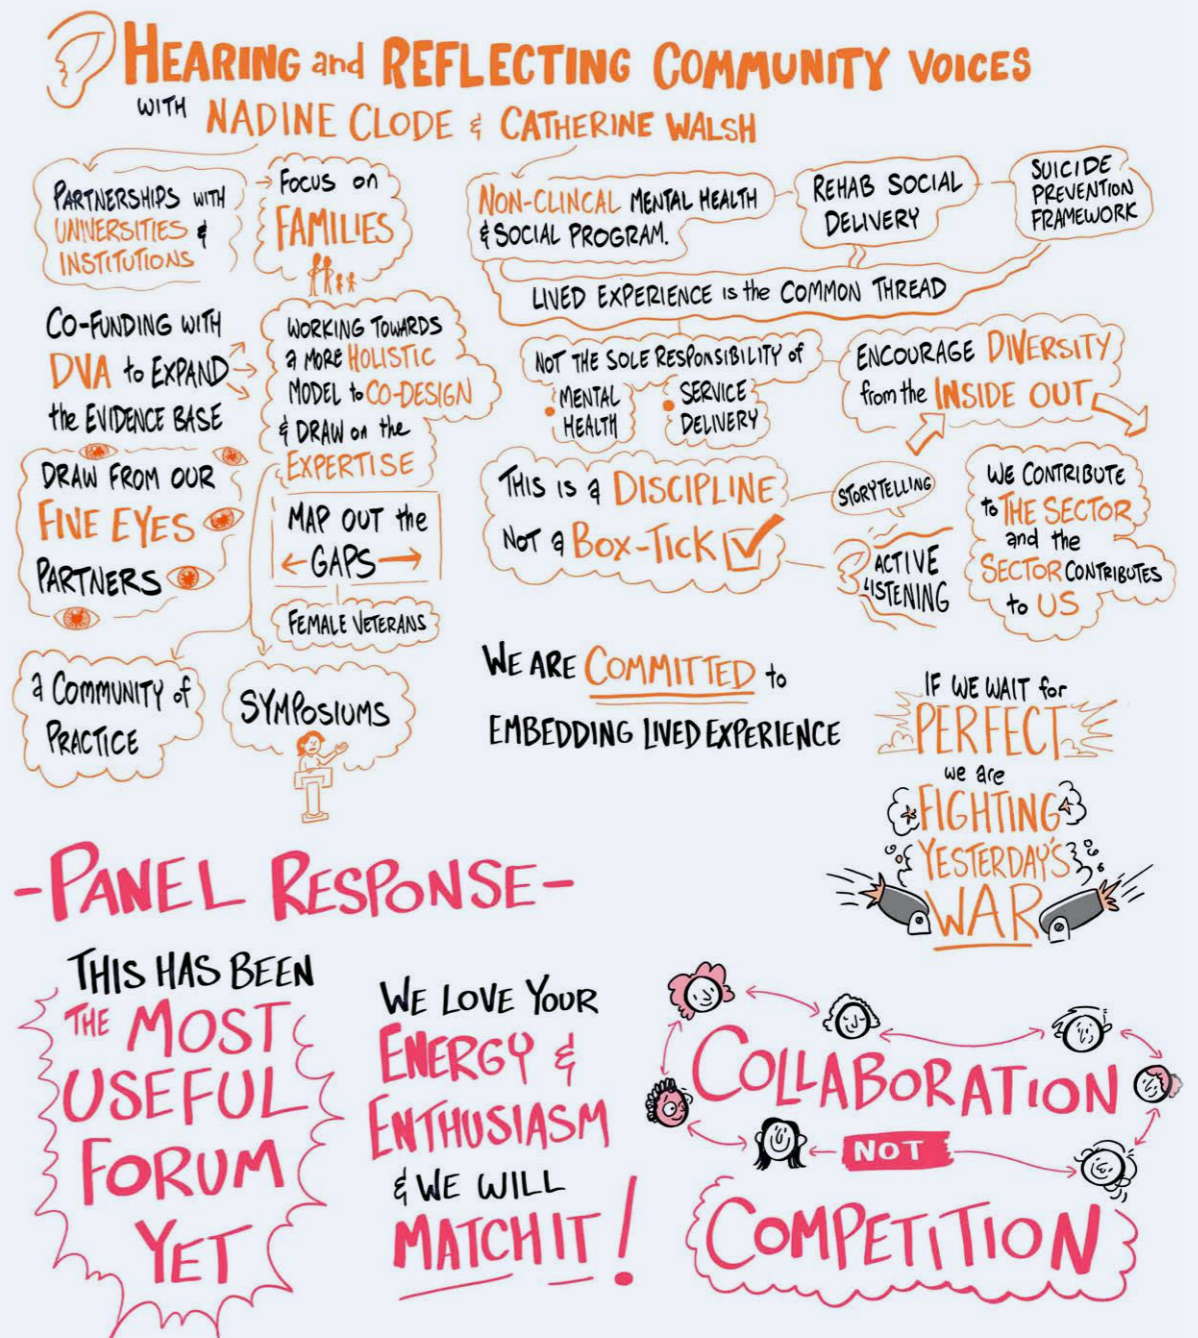 HEARING and REFLECTING COMMUNITY VOICES
WITH NADINE CLODE & CATHERINE WALSH
PARTNERSHIPS WITH
UNIVERSITIES &
INSTITUTIONS
FOCUS on
FAMILIES
CO-FUNDING WITH
DVA to EXPAND
the EVIDENCE BASE
WORKING TOWARDS
a MORE HOLISTIC
MODEL to CO-DESIGN
& DRAW on the
EXPERTISE
DRAW FROM OUR
FIVE EYES
PARTNERS
MAP OUT the
GAPS
FEMALE VETERANS
a COMMUNITY of
PRACTICE
SYMPOSIUMS
NON-CLINCAL MENTAL HEALTH
& SOCIAL PROGRAM.
REHAB SOCIAL
DELIVERY
SUICIDE
PREVENTION
FRAMEWORK
LIVED EXPERIENCE is the COMMON THREAD
NOT THE SOLE RESPONSIBILITY of
MENTAL
HEALTH
SERVICE
DELIVERY
ENCOURAGE DIVERSITY
from the INSIDE OUT
THIS IS a DISCIPLINE
NOT a BOX-TICK
STORYTELLING
ACTIVE
LISTENING
WE CONTRIBUTE
to THE SECTOR
and the
SECTOR CONTRIBUTES
to US
WE ARE COMMITTED to
EMBEDDING LIVED EXPERIENCE
IF WE WAIT for
PERFECT
we are
FIGHTING
YESTERDAY'S
WAR
-PANEL RESPONSE-
THIS HAS BEEN
THE MOST
USEFUL
FORUM
YET
WE LOVE YOUR
ENERGY &
ENTHUSIASM
& WE WILL
MATCH IT!
COLLABORATION
NOT
COMPETITION